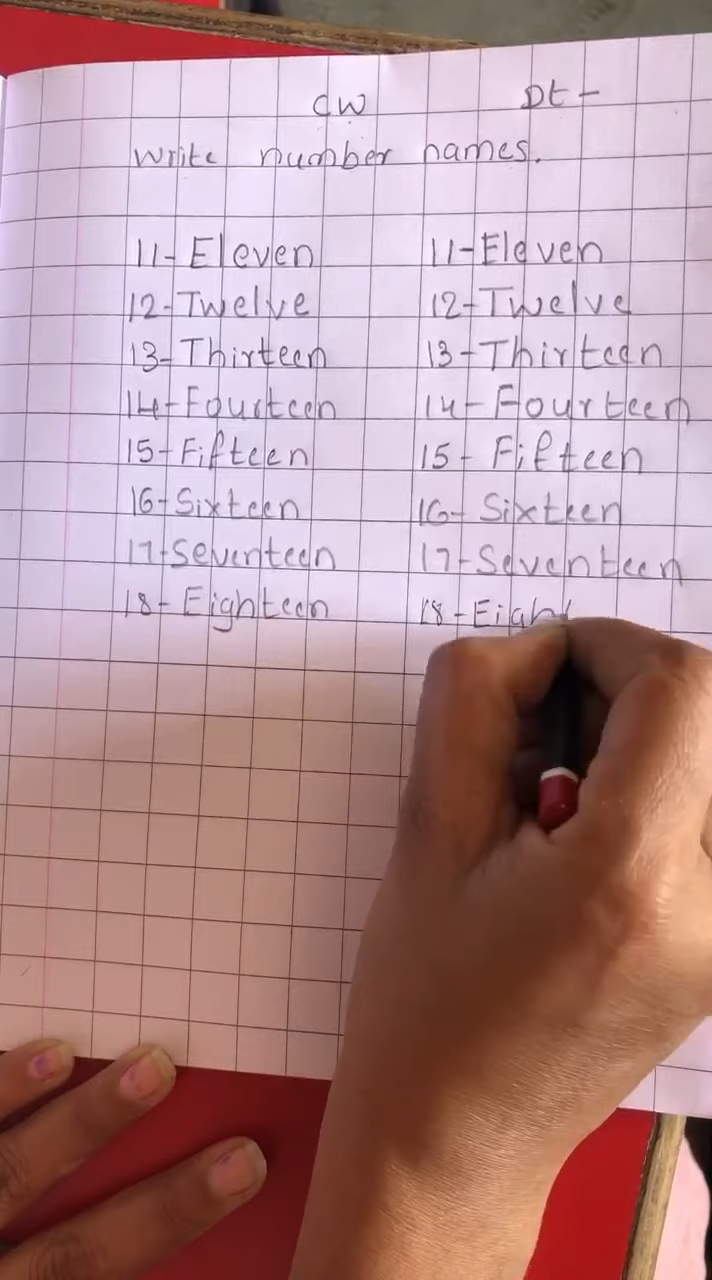 CW Dt-
Write number names.
11-Eleven 11-Eleven
12-Twelve 12-Twelve
13-Thirteen 13-Thirteen
14-Fourteen 14-Fourteen
15-Fifteen 15-Fifteen
16-Sixteen 16-Sixteen
17-Seventeen 17-Seventeen
18-Eighteen 18-Eigh